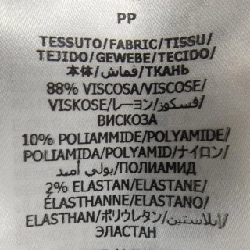 PP
TESSUTO/FABRIC/TISSU/
TEJIDO/GEWEBE/TECIDO/
本体/قماش/ТКАНЬ
88% VISCOSA/VISCOSE/
VISKOSE/レーヨン/فسكوز/
ВИСКОЗА
10% POLIAMMIDE/POLYAMIDE/
POLIAMIDA/POLYAMID/ナイロン/
بولي أميد/ПОЛИАМИД
2% ELASTAN/ELASTANE/
ELASTHANNE/ELASTANO/
ELASTHAN/ポリウレタン/إيلاستين/
ЭЛАСТАН